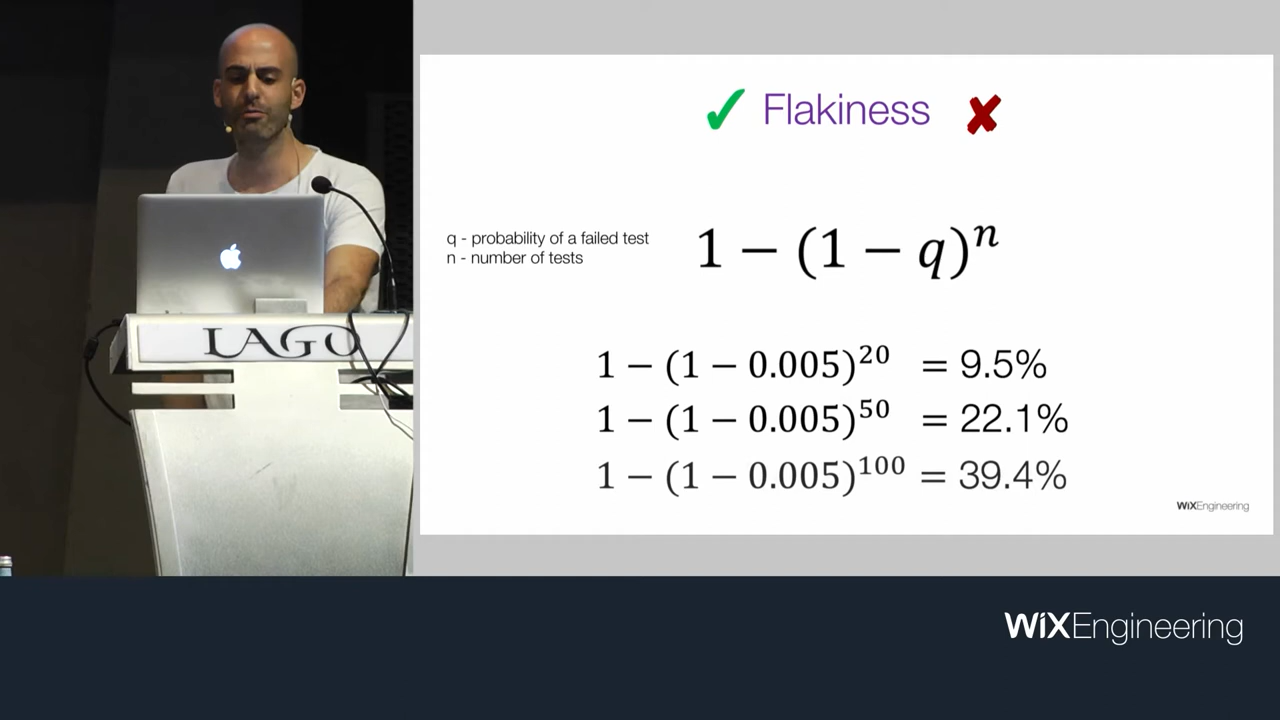 Flakiness
q - probability of a failed test
n - number of tests
1 − (1 − q)ⁿ
1 − (1 − 0.005)²⁰ = 9.5%
1 − (1 − 0.005)⁵⁰ = 22.1%
1 − (1 − 0.005)¹⁰⁰ = 39.4%
WiXEngineering
LAGO
WiXEngineering